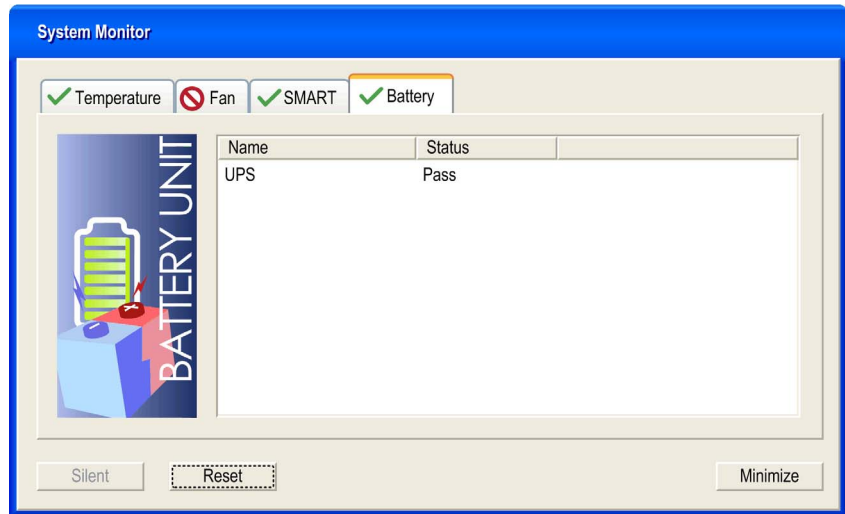 System Monitor
Temperature Fan SMART Battery
BATTERY UNIT
Name Status
UPS Pass
Silent Reset Minimize